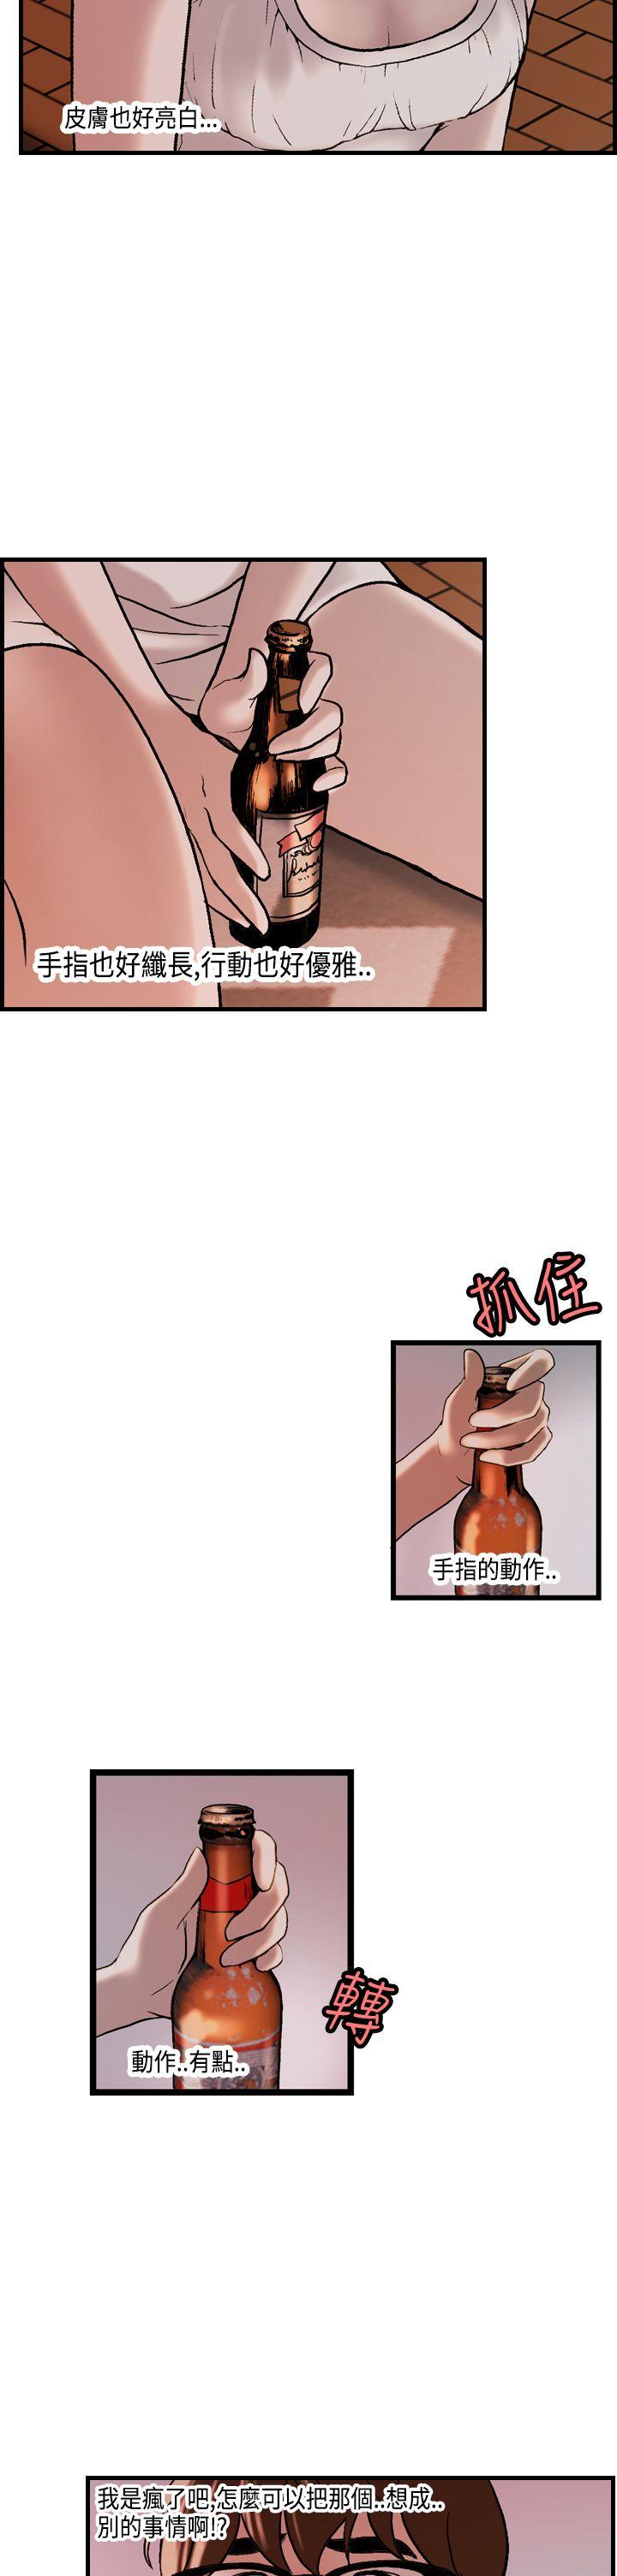 皮膚也好亮白...
手指也好纖長,行動也好優雅..
抓住
手指的動作..
轉
動作..有點..
我是瘋了吧,怎麼可以把那個..想成..
別的事情啊!?